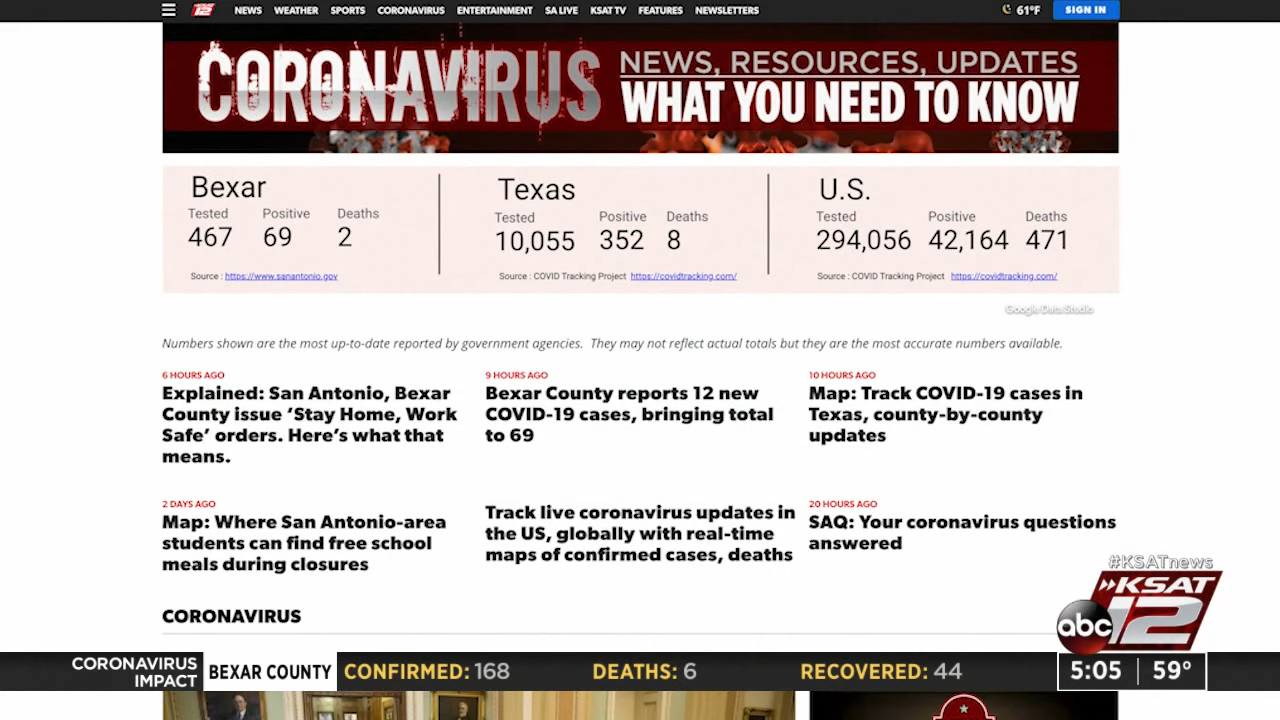 12 NEWS WEATHER SPORTS CORONAVIRUS ENTERTAINMENT SA LIVE KSAT TV FEATURES NEWSLETTERS 61°F SIGN IN
CORONAVIRUS
NEWS, RESOURCES, UPDATES
WHAT YOU NEED TO KNOW
Bexar
Tested Positive Deaths
467 69 2
Source : https://www.sanantonio.gov
Texas
Tested Positive Deaths
10,055 352 8
Source : COVID Tracking Project https://covidtracking.com/
U.S.
Tested Positive Deaths
294,056 42,164 471
Source : COVID Tracking Project https://covidtracking.com/
Google Data Studio
Numbers shown are the most up-to-date reported by government agencies. They may not reflect actual totals but they are the most accurate numbers available.
6 HOURS AGO
Explained: San Antonio, Bexar
County issue ‘Stay Home, Work
Safe’ orders. Here’s what that
means.
9 HOURS AGO
Bexar County reports 12 new
COVID-19 cases, bringing total
to 69
10 HOURS AGO
Map: Track COVID-19 cases in
Texas, county-by-county
updates
2 DAYS AGO
Map: Where San Antonio-area
students can find free school
meals during closures
Track live coronavirus updates in
the US, globally with real-time
maps of confirmed cases, deaths
20 HOURS AGO
SAQ: Your coronavirus questions
answered
CORONAVIRUS
#KSATnews
KSAT
abc 12
CORONAVIRUS
IMPACT
BEXAR COUNTY CONFIRMED: 168 DEATHS: 6 RECOVERED: 44
5:05 59°